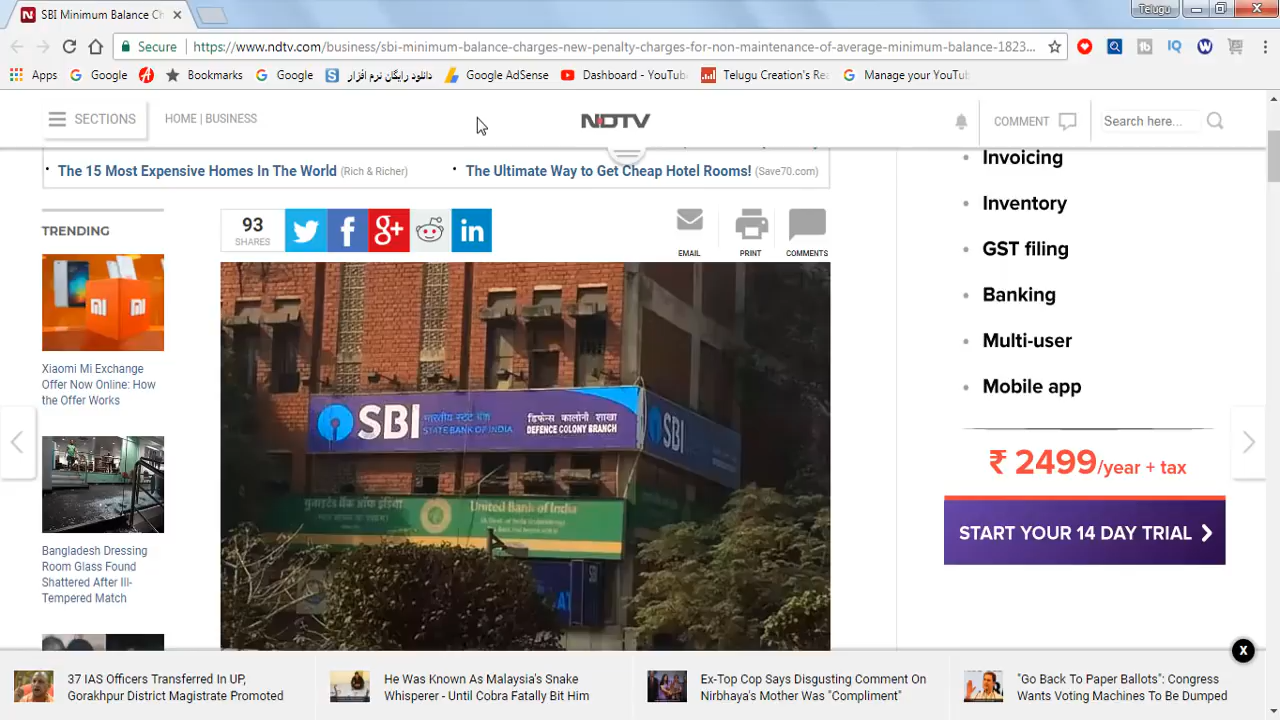 SBI Minimum Balance Ch
Telugu
Secure https://www.ndtv.com/business/sbi-minimum-balance-charges-new-penalty-charges-for-non-maintenance-of-average-minimum-balance-1823...
Apps Google Bookmarks Google دانلود رایگان نرم افزار Google AdSense Dashboard - YouTu Telugu Creation's Re Manage your YouTu
SECTIONS HOME | BUSINESS NDTV COMMENT Search here...
The 15 Most Expensive Homes In The World (Rich & Richer) The Ultimate Way to Get Cheap Hotel Rooms! (Save70.com)
93
SHARES
EMAIL PRINT COMMENTS
TRENDING
Xiaomi Mi Exchange
Offer Now Online: How
the Offer Works
Bangladesh Dressing
Room Glass Found
Shattered After Ill-
Tempered Match
SBI भारतीय स्टेट बैंक
STATE BANK OF INDIA
डिफेन्स कालोनी शाखा
DEFENCE COLONY BRANCH
SBI
यूनाइटेड बैंक ऑफ इंडिया
United Bank of India
Invoicing
Inventory
GST filing
Banking
Multi-user
Mobile app
₹ 2499/year + tax
START YOUR 14 DAY TRIAL
37 IAS Officers Transferred In UP,
Gorakhpur District Magistrate Promoted
He Was Known As Malaysia's Snake
Whisperer - Until Cobra Fatally Bit Him
Ex-Top Cop Says Disgusting Comment On
Nirbhaya's Mother Was "Compliment"
"Go Back To Paper Ballots": Congress
Wants Voting Machines To Be Dumped